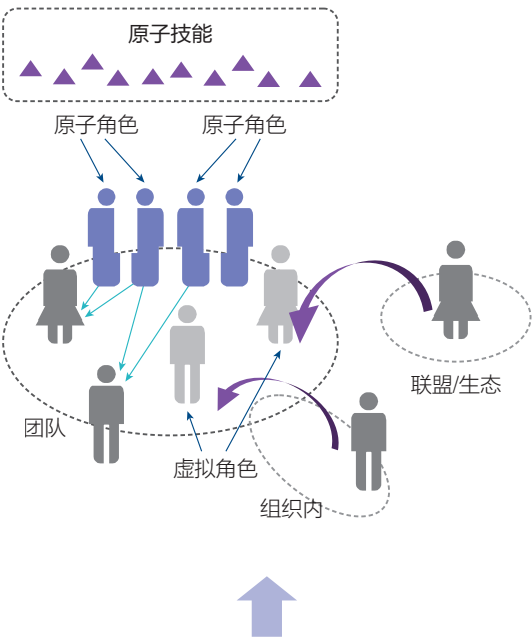 原子技能
原子角色
原子角色
联盟/生态
团队
虚拟角色
组织内